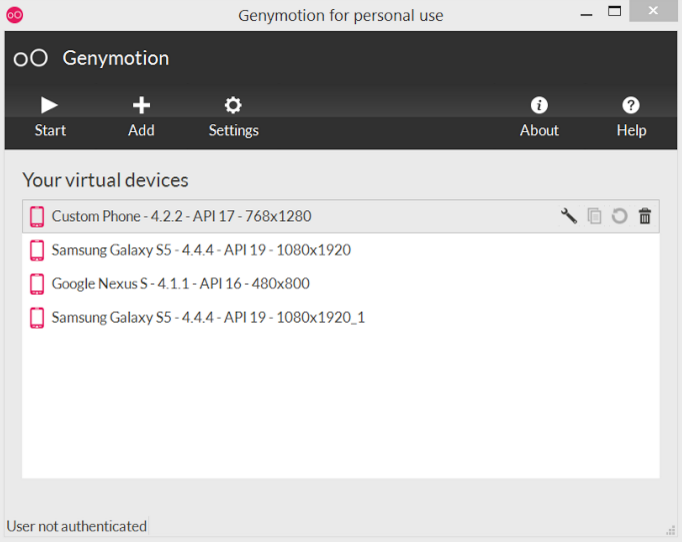 Genymotion for personal use
oO Genymotion
Start Add Settings About Help
Your virtual devices
Custom Phone - 4.2.2 - API 17 - 768x1280
Samsung Galaxy S5 - 4.4.4 - API 19 - 1080x1920
Google Nexus S - 4.1.1 - API 16 - 480x800
Samsung Galaxy S5 - 4.4.4 - API 19 - 1080x1920_1
User not authenticated